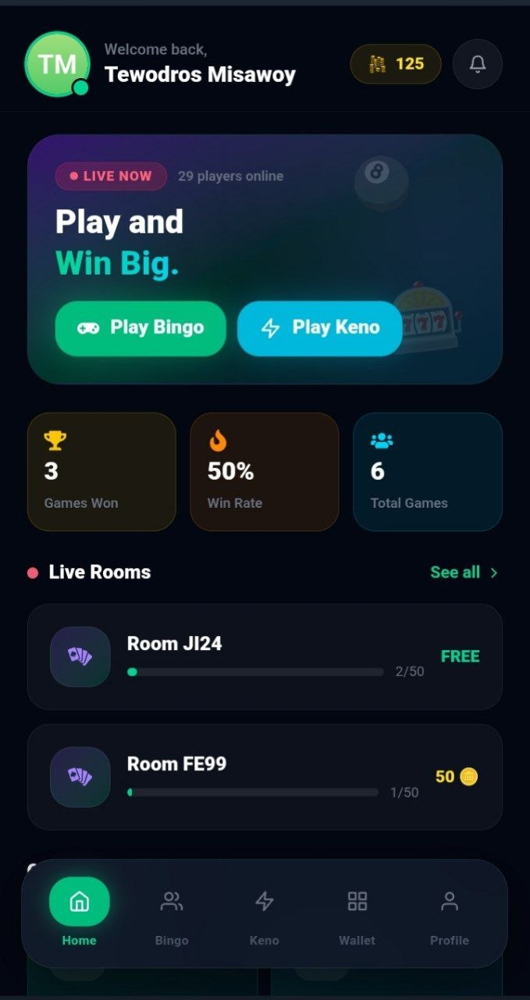 TM
Welcome back,
Tewodros Misawoy
125
LIVE NOW
29 players online
8
Play and
Win Big.
777
Play Bingo
Play Keno
3
Games Won
50%
Win Rate
6
Total Games
Live Rooms
See all
Room JI24
2/50
FREE
Room FE99
1/50
50
Home
Bingo
Keno
Wallet
Profile